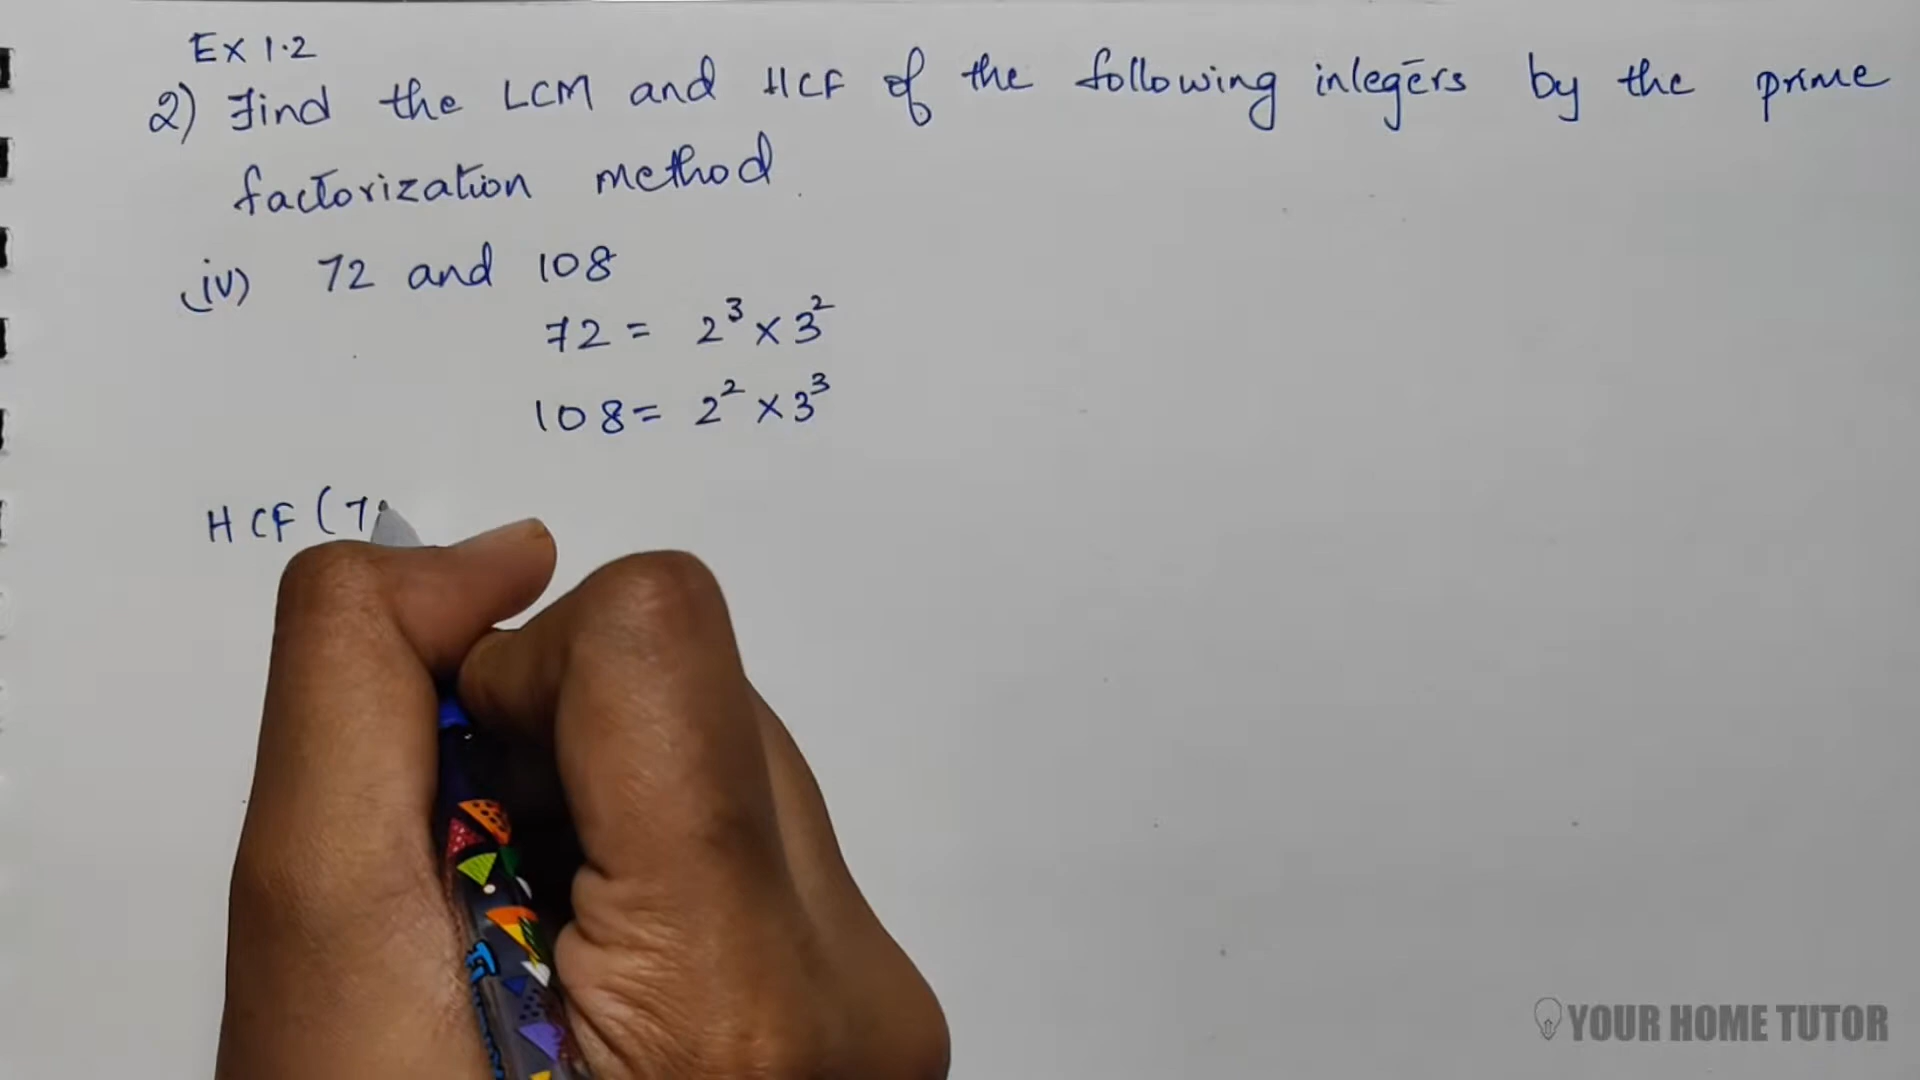 Ex 1.2
2) Find the LCM and HCF of the following integers by the prime
factorization method
(iv) 72 and 108
72 = 2³ × 3²
108 = 2² × 3³
HCF (7
YOUR HOME TUTOR